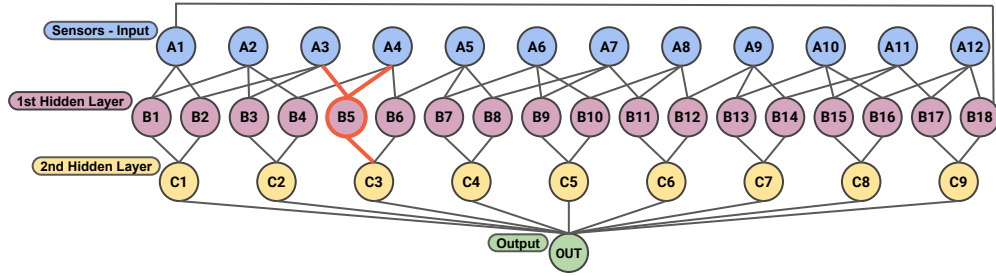 Sensors - Input
A1 A2 A3 A4 A5 A6 A7 A8 A9 A10 A11 A12
1st Hidden Layer
B1 B2 B3 B4 B5 B6 B7 B8 B9 B10 B11 B12 B13 B14 B15 B16 B17 B18
2nd Hidden Layer
C1 C2 C3 C4 C5 C6 C7 C8 C9
Output
OUT